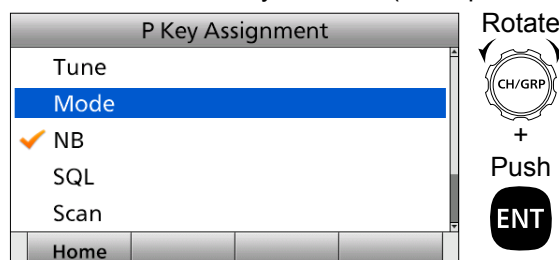 P Key Assignment
Rotate
Tune
CH/GRP
Mode
NB
+
SQL
Push
Scan
ENT
Home